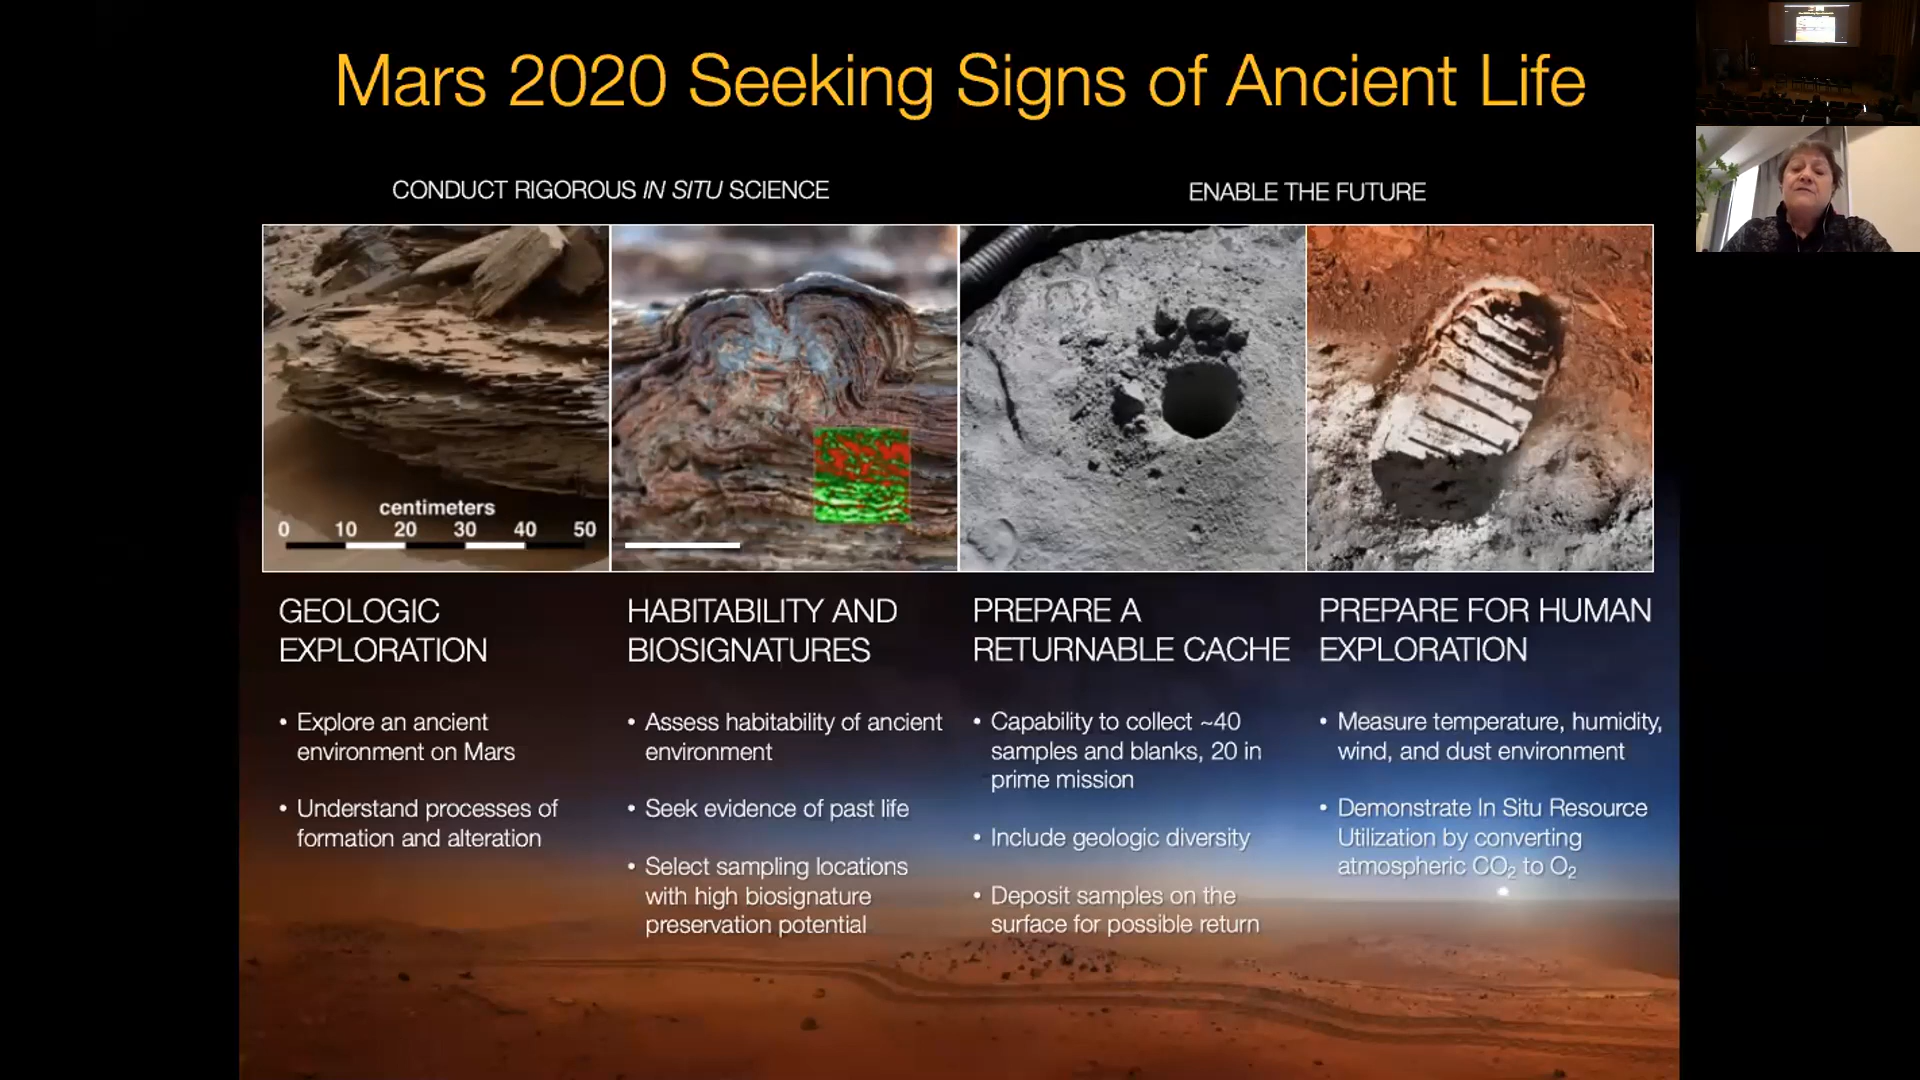 Mars 2020 Seeking Signs of Ancient Life
CONDUCT RIGOROUS IN SITU SCIENCE
ENABLE THE FUTURE
centimeters
0 10 20 30 40 50
GEOLOGIC
EXPLORATION
• Explore an ancient
environment on Mars
• Understand processes of
formation and alteration
HABITABILITY AND
BIOSIGNATURES
• Assess habitability of ancient
environment
• Seek evidence of past life
• Select sampling locations
with high biosignature
preservation potential
PREPARE A
RETURNABLE CACHE
• Capability to collect ~40
samples and blanks, 20 in
prime mission
• Include geologic diversity
• Deposit samples on the
surface for possible return
PREPARE FOR HUMAN
EXPLORATION
• Measure temperature, humidity,
wind, and dust environment
• Demonstrate In Situ Resource
Utilization by converting
atmospheric CO₂ to O₂